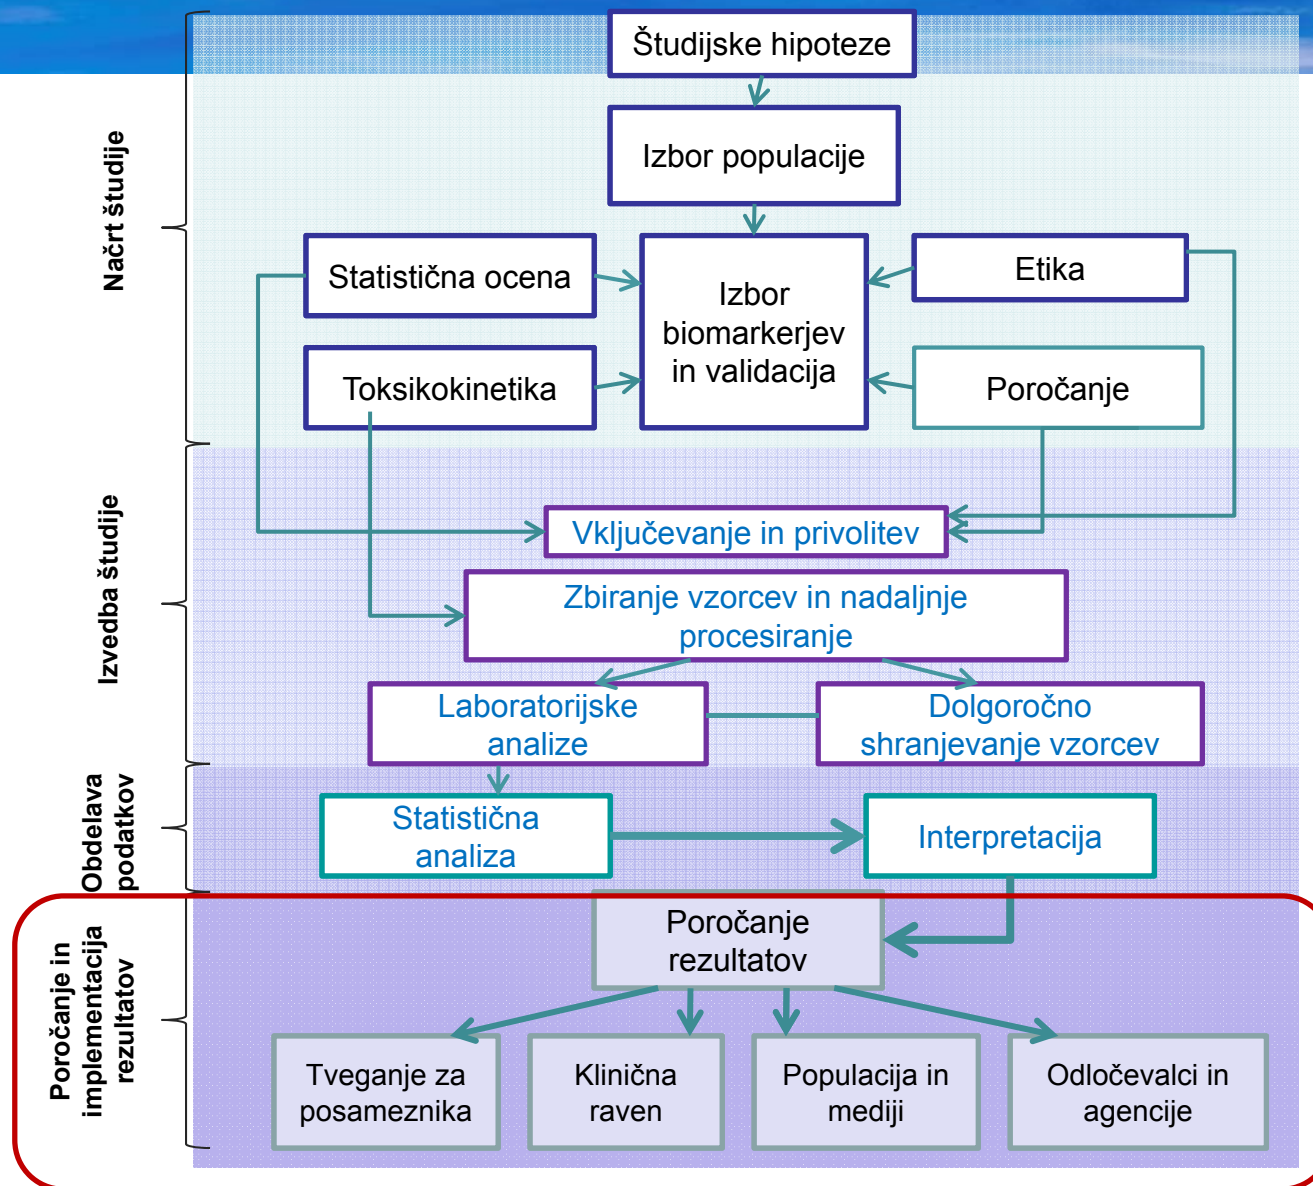 Načrt študije
Študijske hipoteze
Izbor populacije
Statistična ocena
Izbor
biomarkerjev
in validacija
Etika
Toksikokinetika
Poročanje
Izvedba študije
Vključevanje in privolitev
Zbiranje vzorcev in nadaljnje
procesiranje
Laboratorijske
analize
Dolgoročno
shranjevanje vzorcev
Obdelava
podatkov
Statistična
analiza
Interpretacija
Poročanje in
implementacija
rezultatov
Poročanje
rezultatov
Tveganje za
posameznika
Klinična
raven
Populacija in
mediji
Odločevalci in
agencije